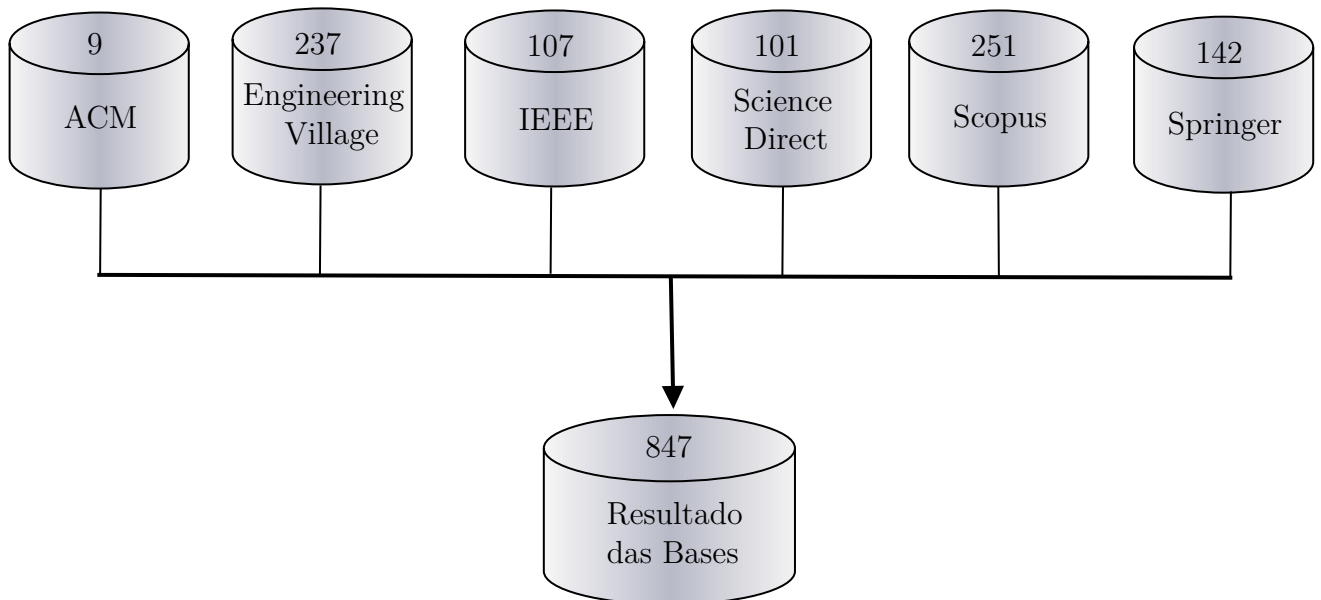 9
ACM
237
Engineering
Village
107
IEEE
101
Science
Direct
251
Scopus
142
Springer
847
Resultado
das Bases